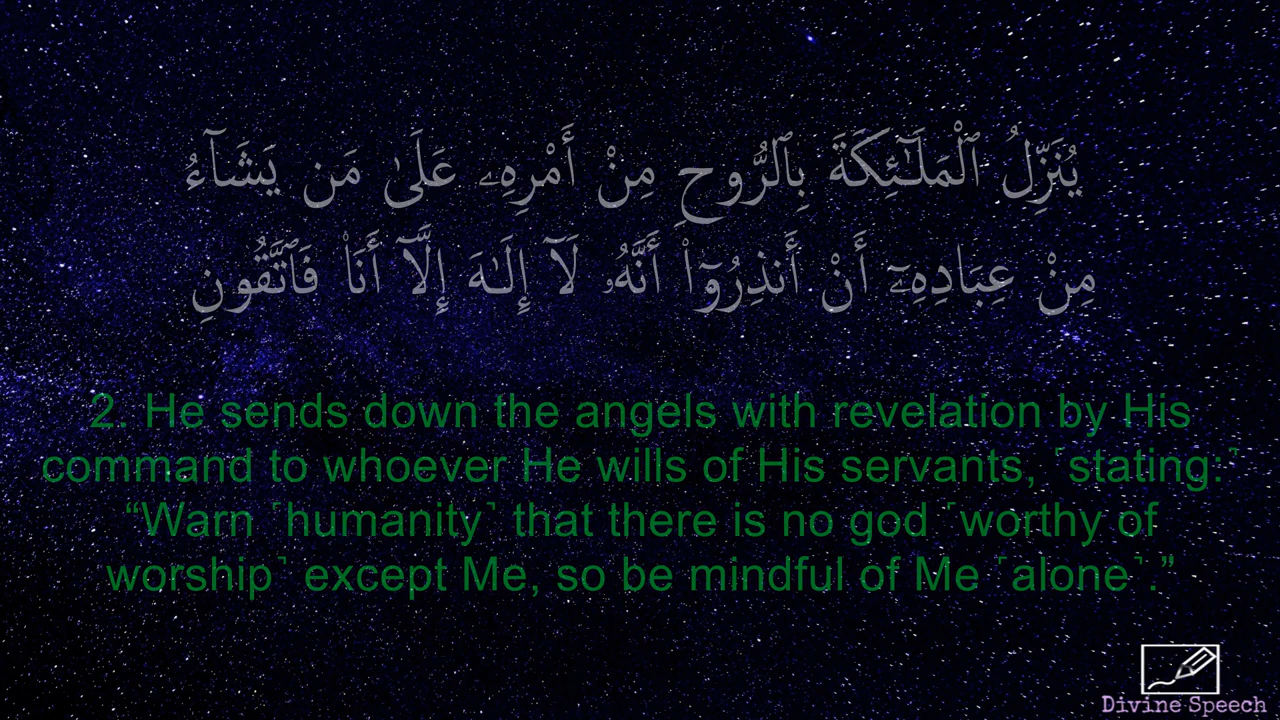 يُنَزِّلُ ٱلْمَلَـٰٓئِكَةَ بِٱلرُّوحِ مِنْ أَمْرِهِۦ عَلَىٰ مَن يَشَآءُ
مِنْ عِبَادِهِۦٓ أَنْ أَنذِرُوٓا۟ أَنَّهُۥ لَآ إِلَـٰهَ إِلَّآ أَنَا۠ فَٱتَّقُونِ
2. He sends down the angels with revelation by His
command to whoever He wills of His servants, ˹stating:˺
“Warn ˹humanity˺ that there is no god ˹worthy of
worship˺ except Me, so be mindful of Me ˹alone˺.”
Divine Speech